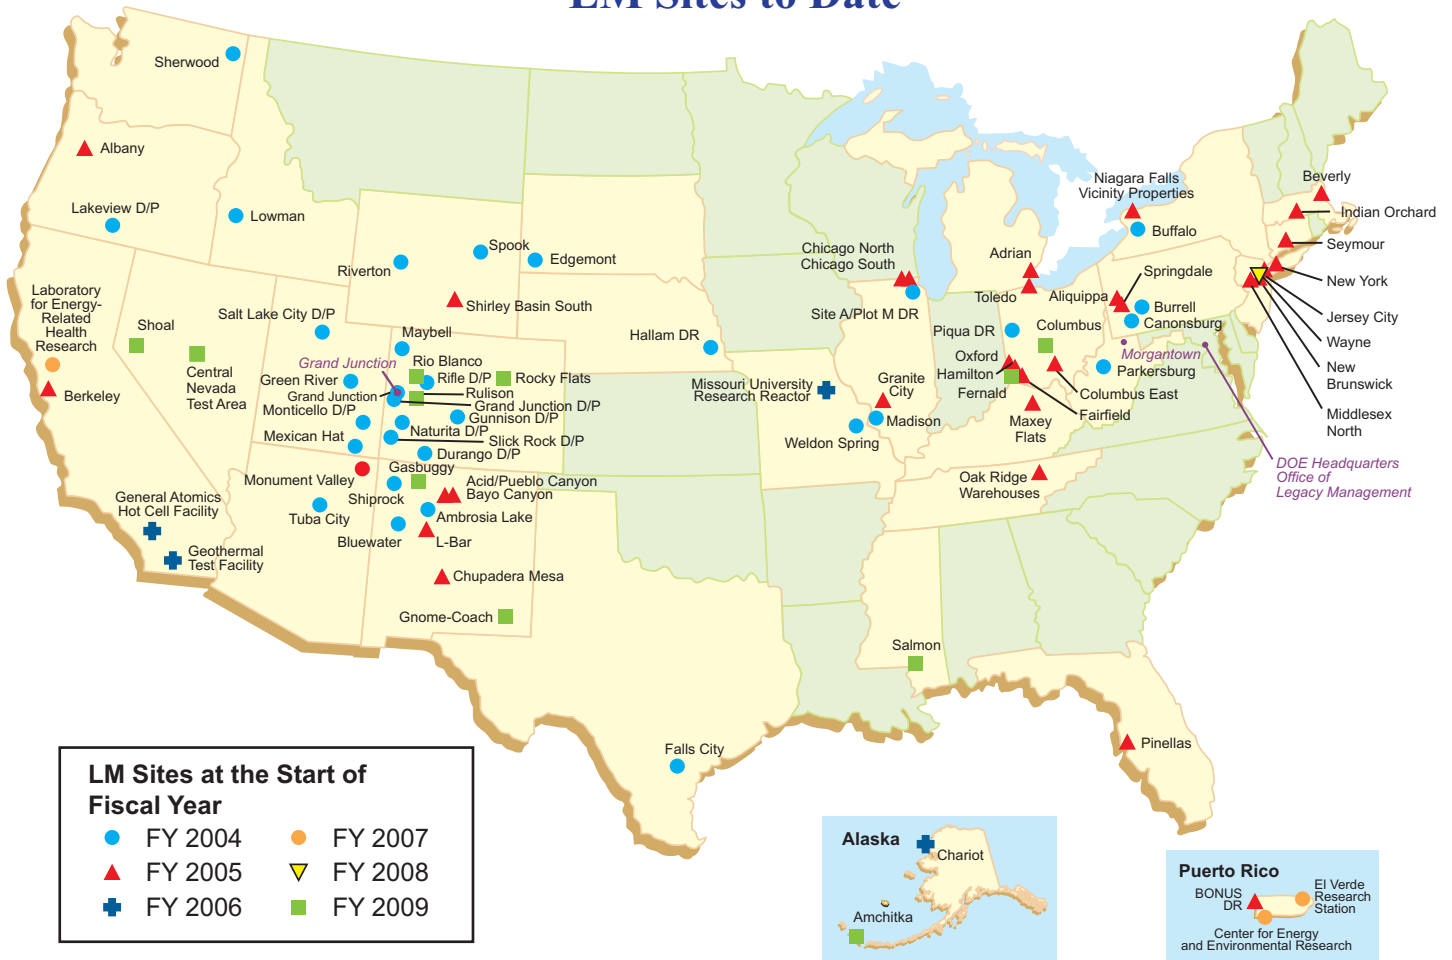 LM Sites to Date
Sherwood
Albany
Lakeview D/P
Lowman
Laboratory
for Energy-
Related
Health
Research
Berkeley
Shoal
Central
Nevada
Test Area
Salt Lake City D/P
Riverton
Spook
Edgemont
Shirley Basin South
Maybell
Grand Junction
Rio Blanco
Green River
Rifle D/P
Rocky Flats
Grand Junction
Rulison
Monticello D/P
Grand Junction D/P
Gunnison D/P
Mexican Hat
Naturita D/P
Slick Rock D/P
Durango D/P
Monument Valley
Gasbuggy
Acid/Pueblo Canyon
Bayo Canyon
Shiprock
Tuba City
Ambrosia Lake
Bluewater
L-Bar
Chupadera Mesa
Gnome-Coach
General Atomics
Hot Cell Facility
Geothermal
Test Facility
Hallam DR
Missouri University
Research Reactor
Weldon Spring
Granite
City
Madison
Chicago North
Chicago South
Site A/Plot M DR
Adrian
Toledo
Piqua DR
Columbus
Oxford
Hamilton
Fernald
Columbus East
Fairfield
Maxey
Flats
Oak Ridge
Warehouses
Salmon
Falls City
Pinellas
Niagara Falls
Vicinity Properties
Buffalo
Springdale
Aliquippa
Burrell
Canonsburg
Morgantown
Parkersburg
Beverly
Indian Orchard
Seymour
New York
Jersey City
Wayne
New
Brunswick
Middlesex
North
DOE Headquarters
Office of
Legacy Management
LM Sites at the Start of
Fiscal Year
FY 2004
FY 2007
FY 2005
FY 2008
FY 2006
FY 2009
Alaska
Chariot
Amchitka
Puerto Rico
BONUS
DR
El Verde
Research
Station
Center for Energy
and Environmental Research